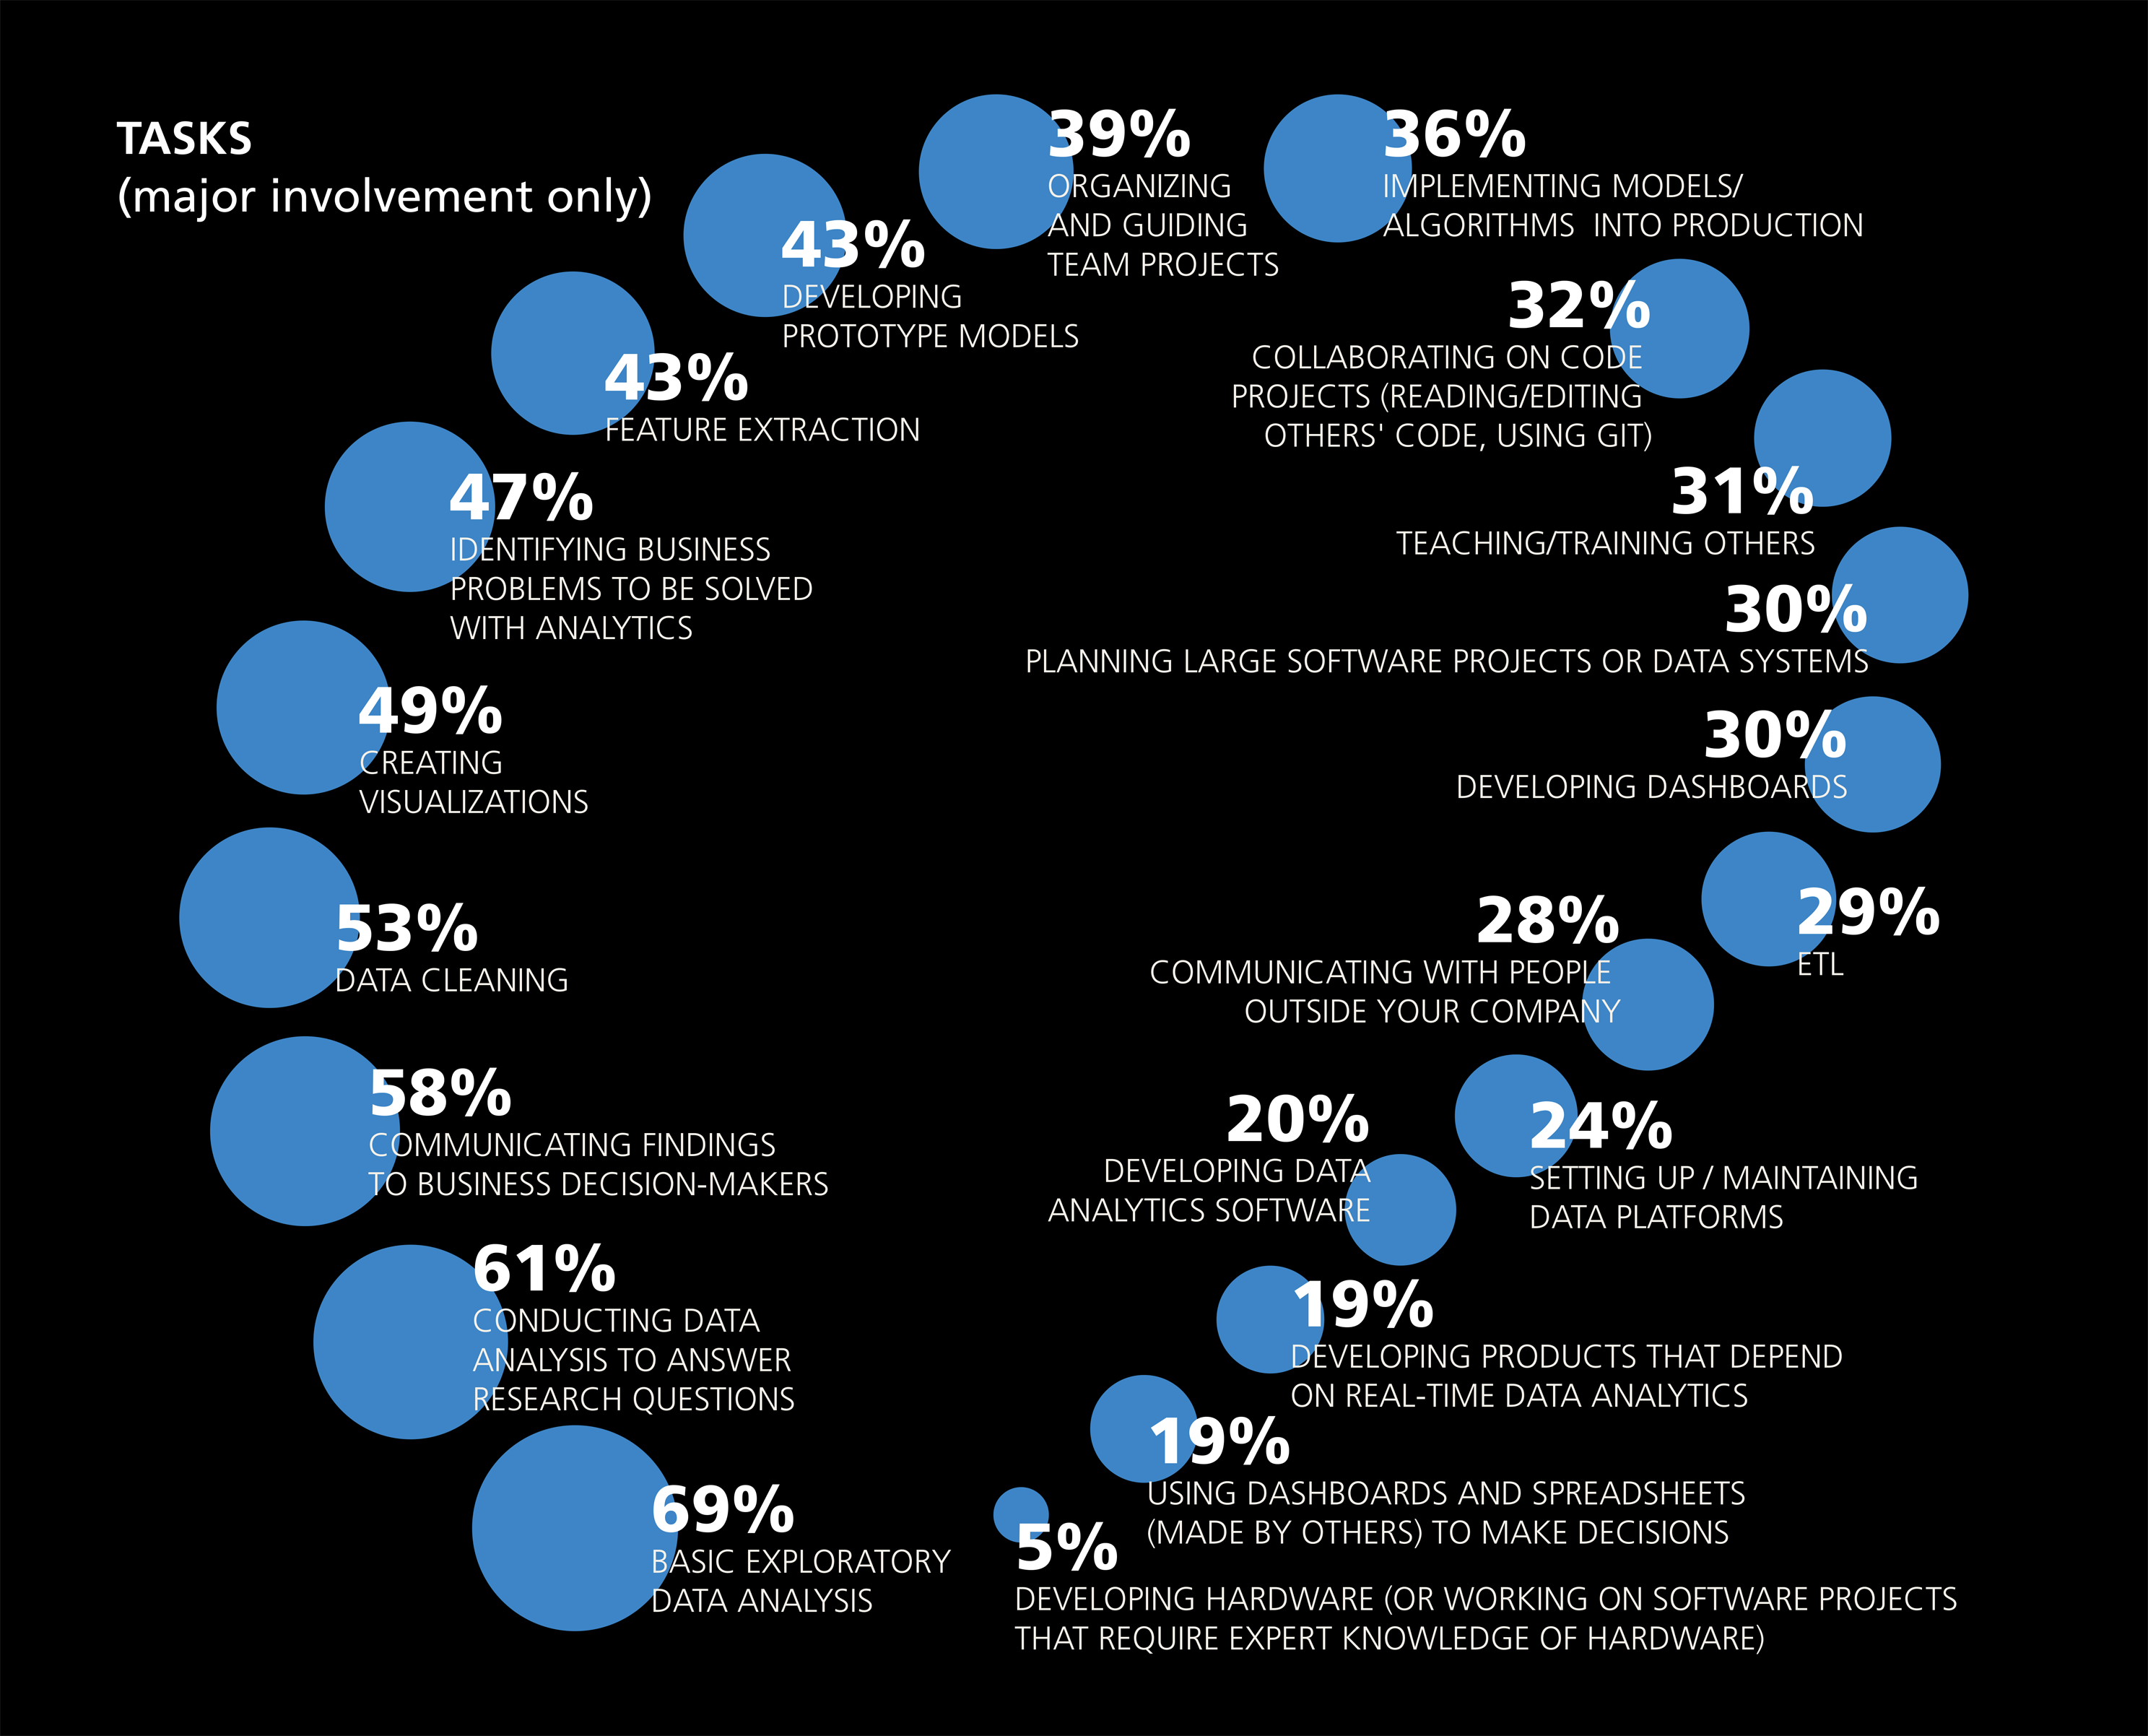 TASKS
(major involvement only)
39%
ORGANIZING
AND GUIDING
TEAM PROJECTS
36%
IMPLEMENTING MODELS/
ALGORITHMS  INTO PRODUCTION
43%
DEVELOPING
PROTOTYPE MODELS
32%
COLLABORATING ON CODE
PROJECTS (READING/EDITING
OTHERS' CODE, USING GIT)
43%
FEATURE EXTRACTION
31%
TEACHING/TRAINING OTHERS
47%
IDENTIFYING BUSINESS
PROBLEMS TO BE SOLVED
WITH ANALYTICS
30%
PLANNING LARGE SOFTWARE PROJECTS OR DATA SYSTEMS
49%
CREATING
VISUALIZATIONS
30%
DEVELOPING DASHBOARDS
53%
DATA CLEANING
29%
ETL
28%
COMMUNICATING WITH PEOPLE
OUTSIDE YOUR COMPANY
58%
COMMUNICATING FINDINGS
TO BUSINESS DECISION-MAKERS
24%
SETTING UP / MAINTAINING
DATA PLATFORMS
20%
DEVELOPING DATA
ANALYTICS SOFTWARE
61%
CONDUCTING DATA
ANALYSIS TO ANSWER
RESEARCH QUESTIONS
19%
DEVELOPING PRODUCTS THAT DEPEND
ON REAL-TIME DATA ANALYTICS
19%
USING DASHBOARDS AND SPREADSHEETS
(MADE BY OTHERS) TO MAKE DECISIONS
69%
BASIC EXPLORATORY
DATA ANALYSIS
5%
DEVELOPING HARDWARE (OR WORKING ON SOFTWARE PROJECTS
THAT REQUIRE EXPERT KNOWLEDGE OF HARDWARE)